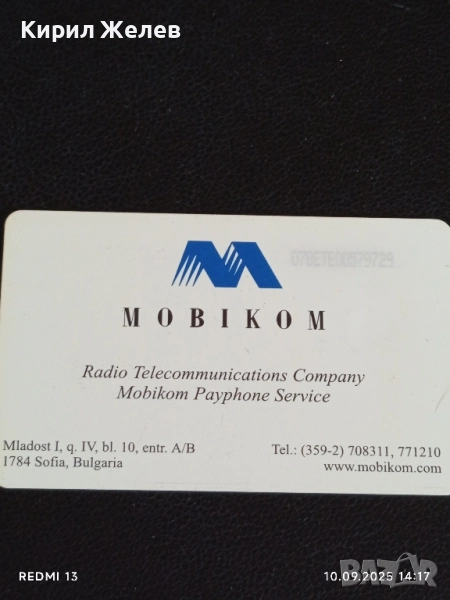 Кирил Желев
MOBIKOM
Radio Telecommunications Company
Mobikom Payphone Service
Mladost I, q. IV, bl. 10, entr. A/B
1784 Sofia, Bulgaria
Tel.: (359-2) 708311, 771210
www.mobikom.com
REDMI 13
10.09.2025 14:17
BAZAR